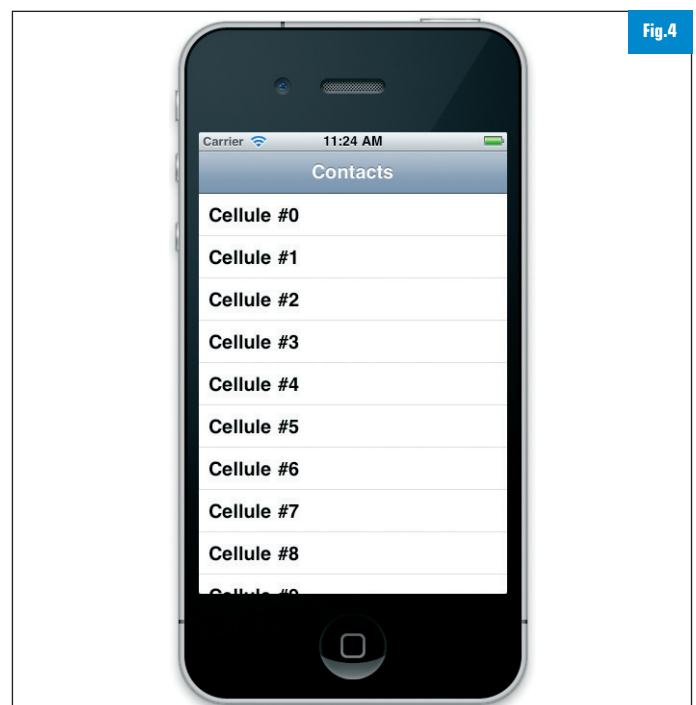 Fig.4
Carrier 11:24 AM
Contacts
Cellule #0
Cellule #1
Cellule #2
Cellule #3
Cellule #4
Cellule #5
Cellule #6
Cellule #7
Cellule #8